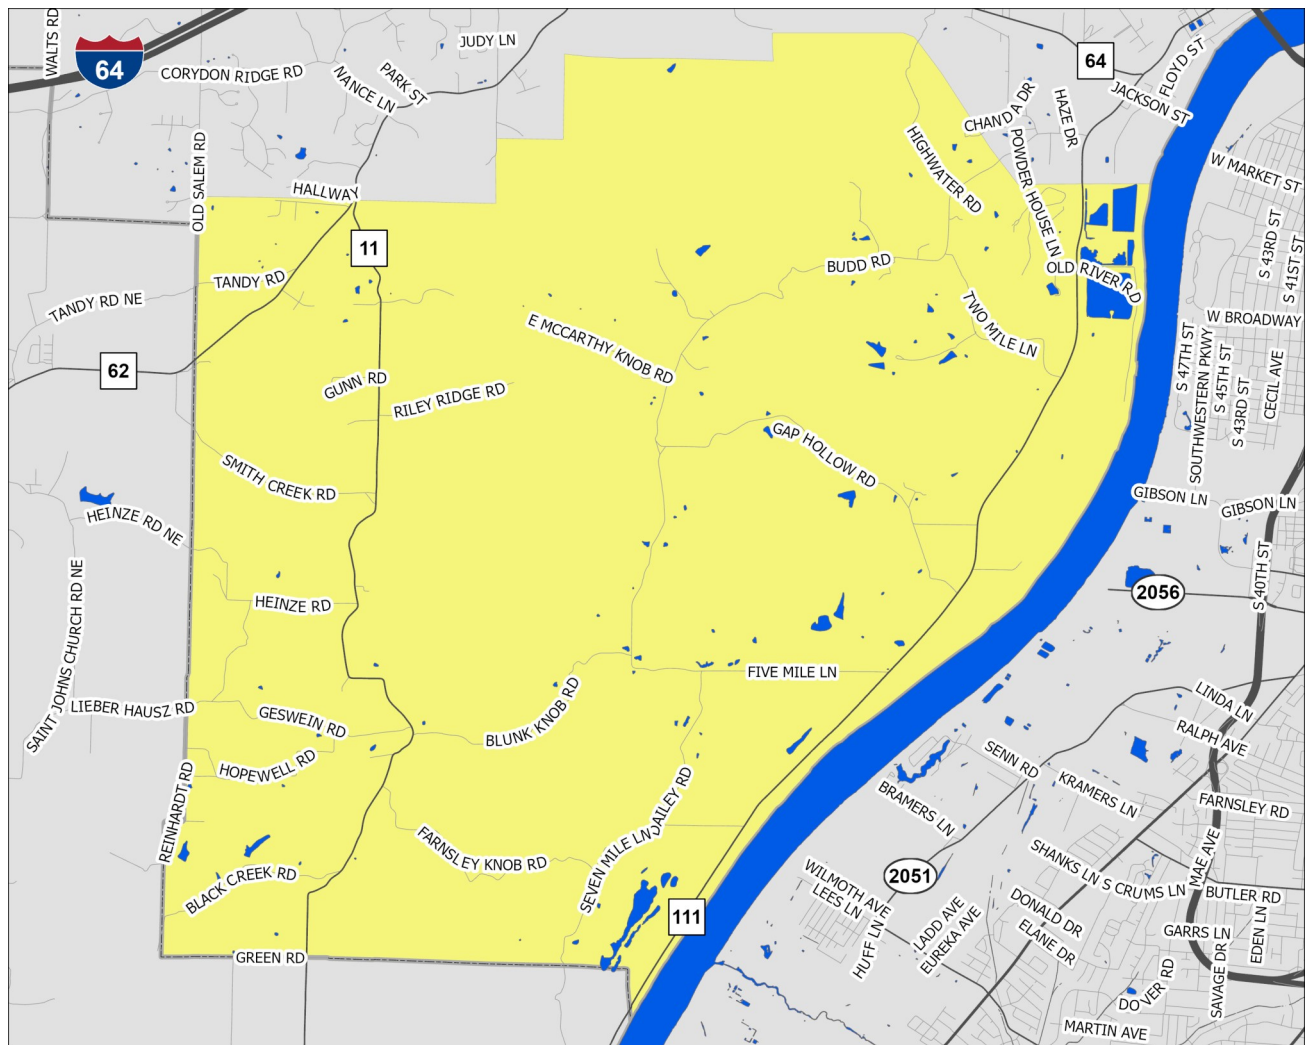 WALTS RD
64
JUDY LN
CORYDON RIDGE RD
PARK ST
NANCE LN
64
FLOYD ST
JACKSON ST
CHAND A DR
HAZE DR
POWDER HOUSE LN
HIGHWATER RD
W MARKET ST
OLD SALEM RD
HALLWAY
11
S 43RD ST
S 41ST ST
TANDY RD
BUDD RD
OLD RIVER RD
TANDY RD NE
TWO MILE LN
W BROADWAY
E MCCARTHY KNOB RD
62
S 47TH ST
SOUTHWESTERN PKWY
S 45TH ST
S 43RD ST
CECIL AVE
GUNN RD
RILEY RIDGE RD
GAP HOLLOW RD
SMITH CREEK RD
GIBSON LN
GIBSON LN
HEINZE RD NE
S 40TH ST
2056
HEINZE RD
SAINT JOHNS CHURCH RD NE
FIVE MILE LN
LIEBER HAUSZ RD
GESWEIN RD
BLUNK KNOB RD
LINDA LN
RALPH AVE
HOPEWELL RD
SENN RD
KRAMERS LN
REINHARDT RD
BRAMERS LN
FARNSLEY RD
DAILEY RD
SEVEN MILE LN
FARNSLEY KNOB RD
MAE AVE
SHANKS LN
S CRUMS LN
BUTLER RD
BLACK CREEK RD
WILMOTH AVE
LEES LN
2051
111
LADD AVE
EUREKA AVE
DONALD DR
ELANE DR
HUFF LN
GARRS LN
EDEN LN
SAVAGE DR
GREEN RD
DOVER RD
MARTIN AVE